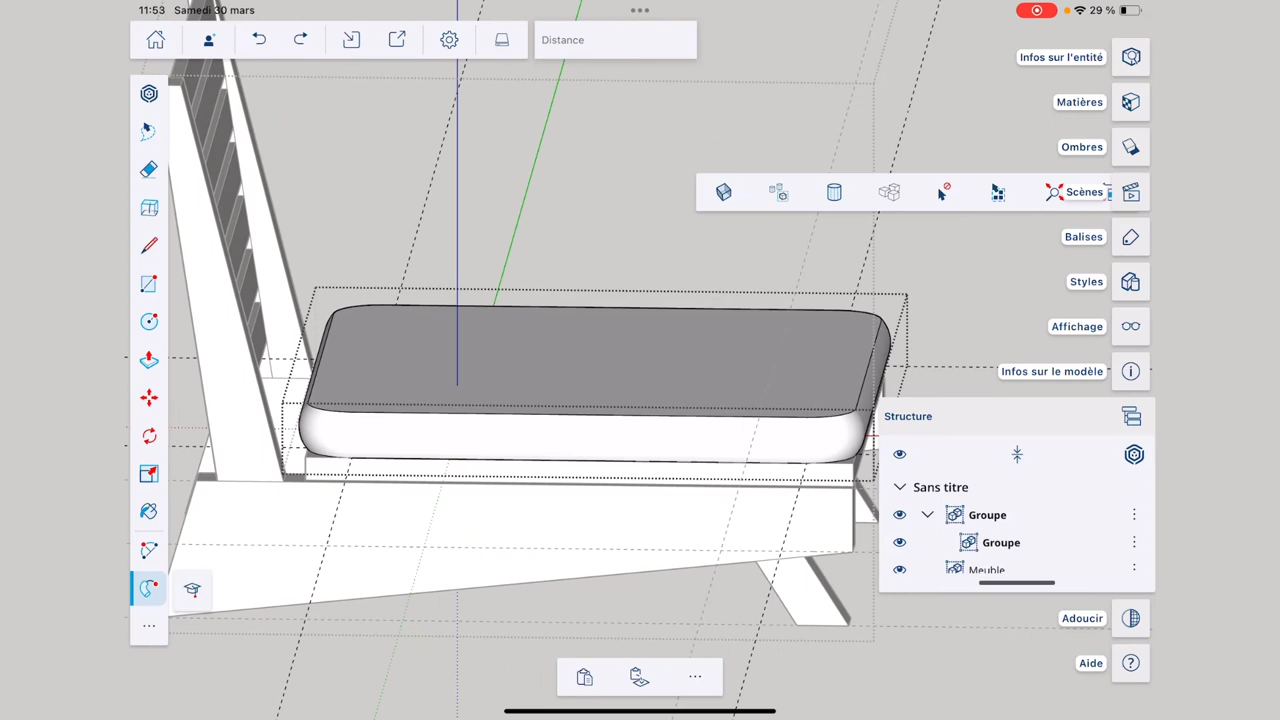 11:53 Samedi 30 mars
29 %
Distance
Infos sur l'entité
Matières
Ombres
Scènes
Balises
Styles
Affichage
Infos sur le modèle
Structure
Sans titre
Groupe
Groupe
Meuble
Adoucir
Aide